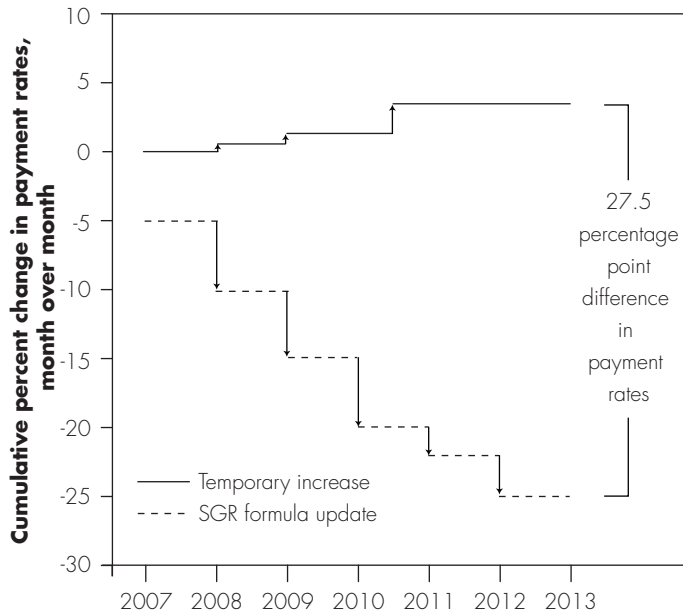 Cumulative percent change in payment rates,
month over month
10
5
0
-5
-10
-15
-20
-25
-30
27.5
percentage
point
difference
in
payment
rates
Temporary increase
SGR formula update
2007 2008 2009 2010 2011 2012 2013